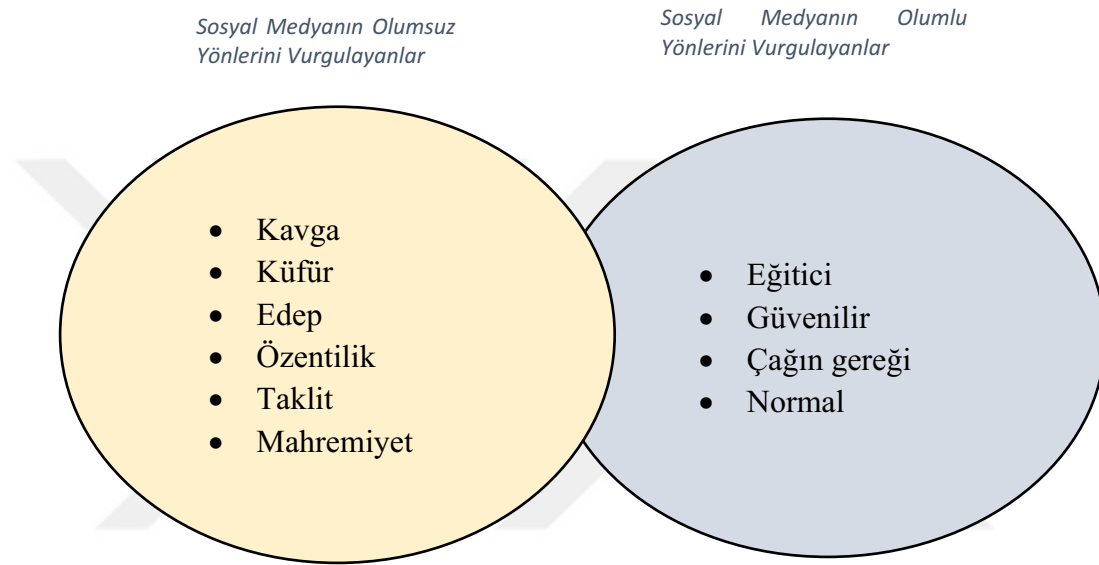 Sosyal Medyanın Olumsuz
Yönlerini Vurgulayanlar
Sosyal Medyanın Olumlu
Yönlerini Vurgulayanlar
• Kavga
• Küfür
• Edep
• Özentilik
• Taklit
• Mahremiyet
• Eğitici
• Güvenilir
• Çağın gereği
• Normal